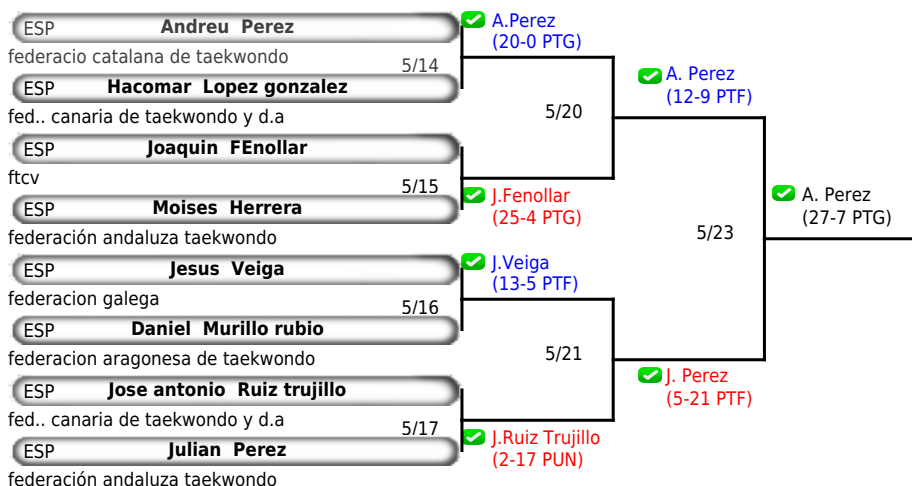 ESP Andreu Perez
federacio catalana de taekwondo
5/14
ESP Hacomar Lopez gonzalez
fed.. canaria de taekwondo y d.a
ESP Joaquin FEnollar
ftcv
5/15
ESP Moises Herrera
federación andaluza taekwondo
ESP Jesus Veiga
federacion galega
5/16
ESP Daniel Murillo rubio
federacion aragonesa de taekwondo
ESP Jose antonio Ruiz trujillo
fed.. canaria de taekwondo y d.a
5/17
ESP Julian Perez
federación andaluza taekwondo
A.Perez
(20-0 PTG)
5/20
J.Fenollar
(25-4 PTG)
J.Veiga
(13-5 PTF)
5/21
J.Ruiz Trujillo
(2-17 PUN)
A. Perez
(12-9 PTF)
5/23
J. Perez
(5-21 PTF)
A. Perez
(27-7 PTG)